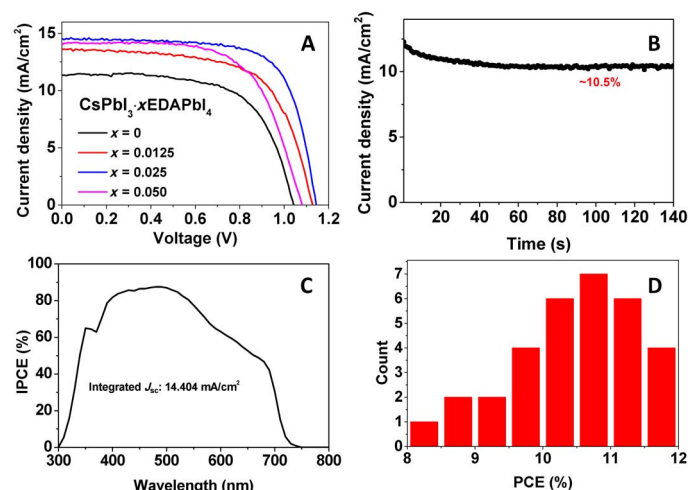 A
CsPbI₃·xEDAPbI₄
x = 0
x = 0.0125
x = 0.025
x = 0.050
Current density (mA/cm²)
15
10
5
0
0.0 0.2 0.4 0.6 0.8 1.0 1.2
Voltage (V)
B
~10.5%
Current density (mA/cm²)
15
10
5
0
20 40 60 80 100 120 140
Time (s)
C
Integrated Jsc: 14.404 mA/cm²
IPCE (%)
100
80
60
40
20
0
300 400 500 600 700 800
Wavelength (nm)
D
Count
7
6
5
4
3
2
1
0
8 9 10 11 12
PCE (%)